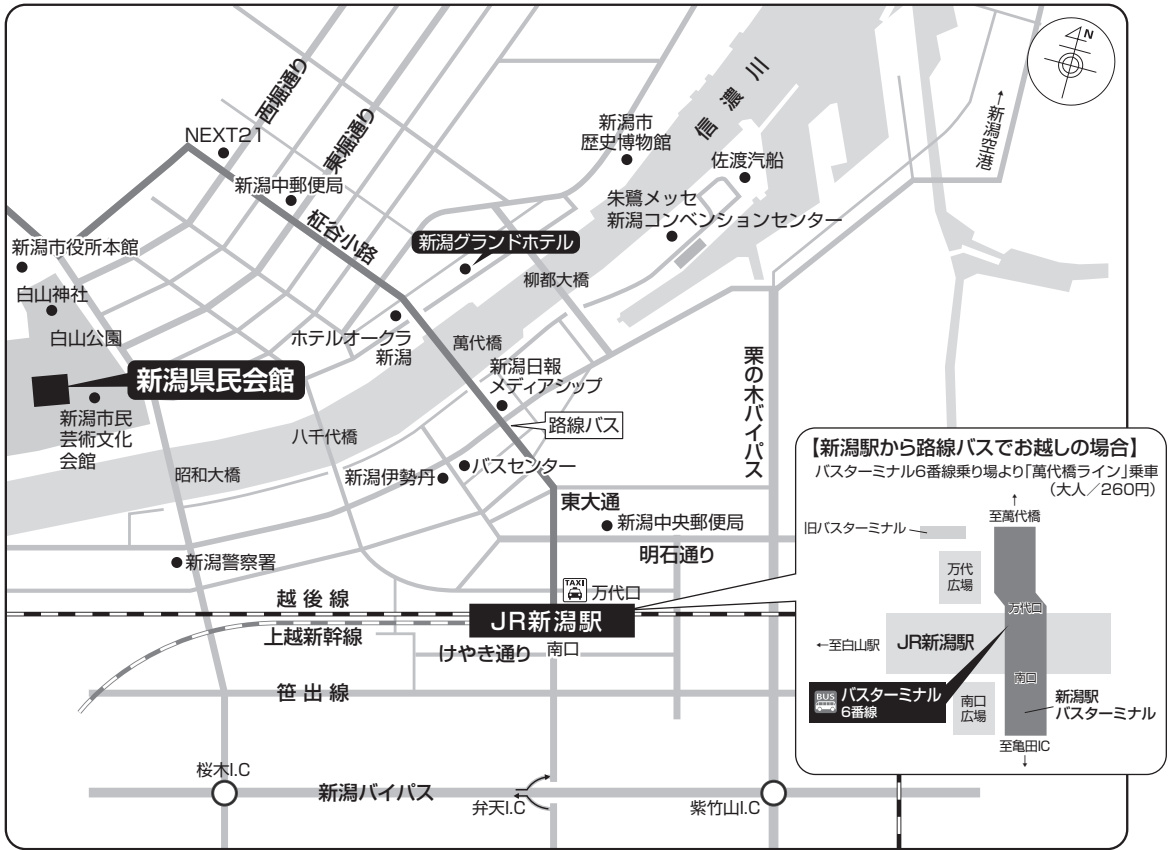 N
信濃川
西堀通り
東堀通り
NEXT21
新潟中郵便局
柾谷小路
新潟市
歴史博物館
佐渡汽船
↑新潟空港
朱鷺メッセ
新潟コンベンションセンター
新潟グランドホテル
柳都大橋
新潟市役所本館
白山神社
白山公園
新潟県民会館
新潟市民
芸術文化
会館
ホテルオークラ
新潟
萬代橋
新潟日報
メディアシップ
路線バス
栗の木バイパス
八千代橋
昭和大橋
新潟伊勢丹
バスセンター
東大通
新潟中央郵便局
明石通り
新潟警察署
TAXI
万代口
越後線
JR新潟駅
上越新幹線
けやき通り
南口
笹出線
桜木I.C
新潟バイパス
弁天I.C
紫竹山I.C
【新潟駅から路線バスでお越しの場合】
バスターミナル6番線乗り場より「萬代橋ライン」乗車
（大人／260円）
↑
至萬代橋
旧バスターミナル
万代
広場
万代口
←至白山駅
JR新潟駅
南口
BUS
バスターミナル
6番線
南口
広場
新潟駅
バスターミナル
至亀田IC
↓